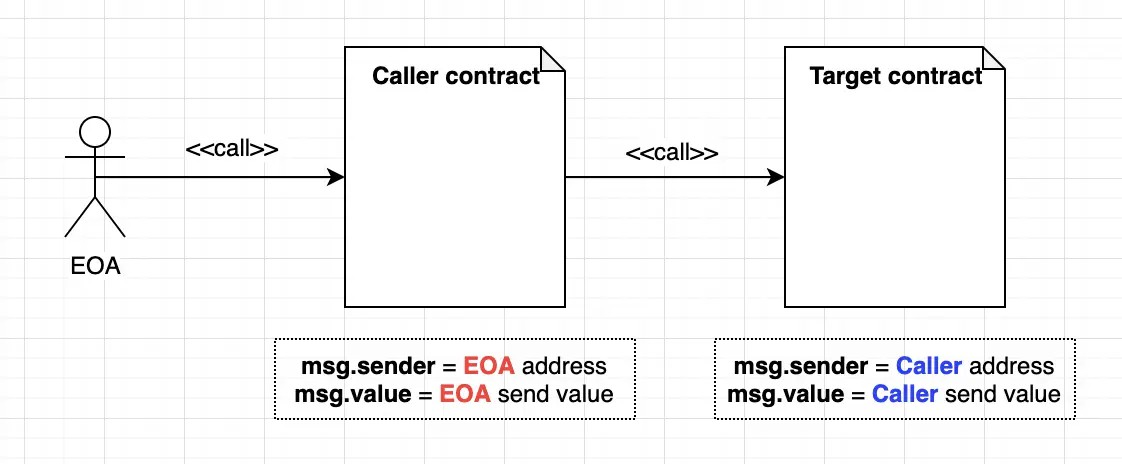 Caller contract
Target contract
<<call>>
<<call>>
EOA
msg.sender = EOA address
msg.value = EOA send value
msg.sender = Caller address
msg.value = Caller send value